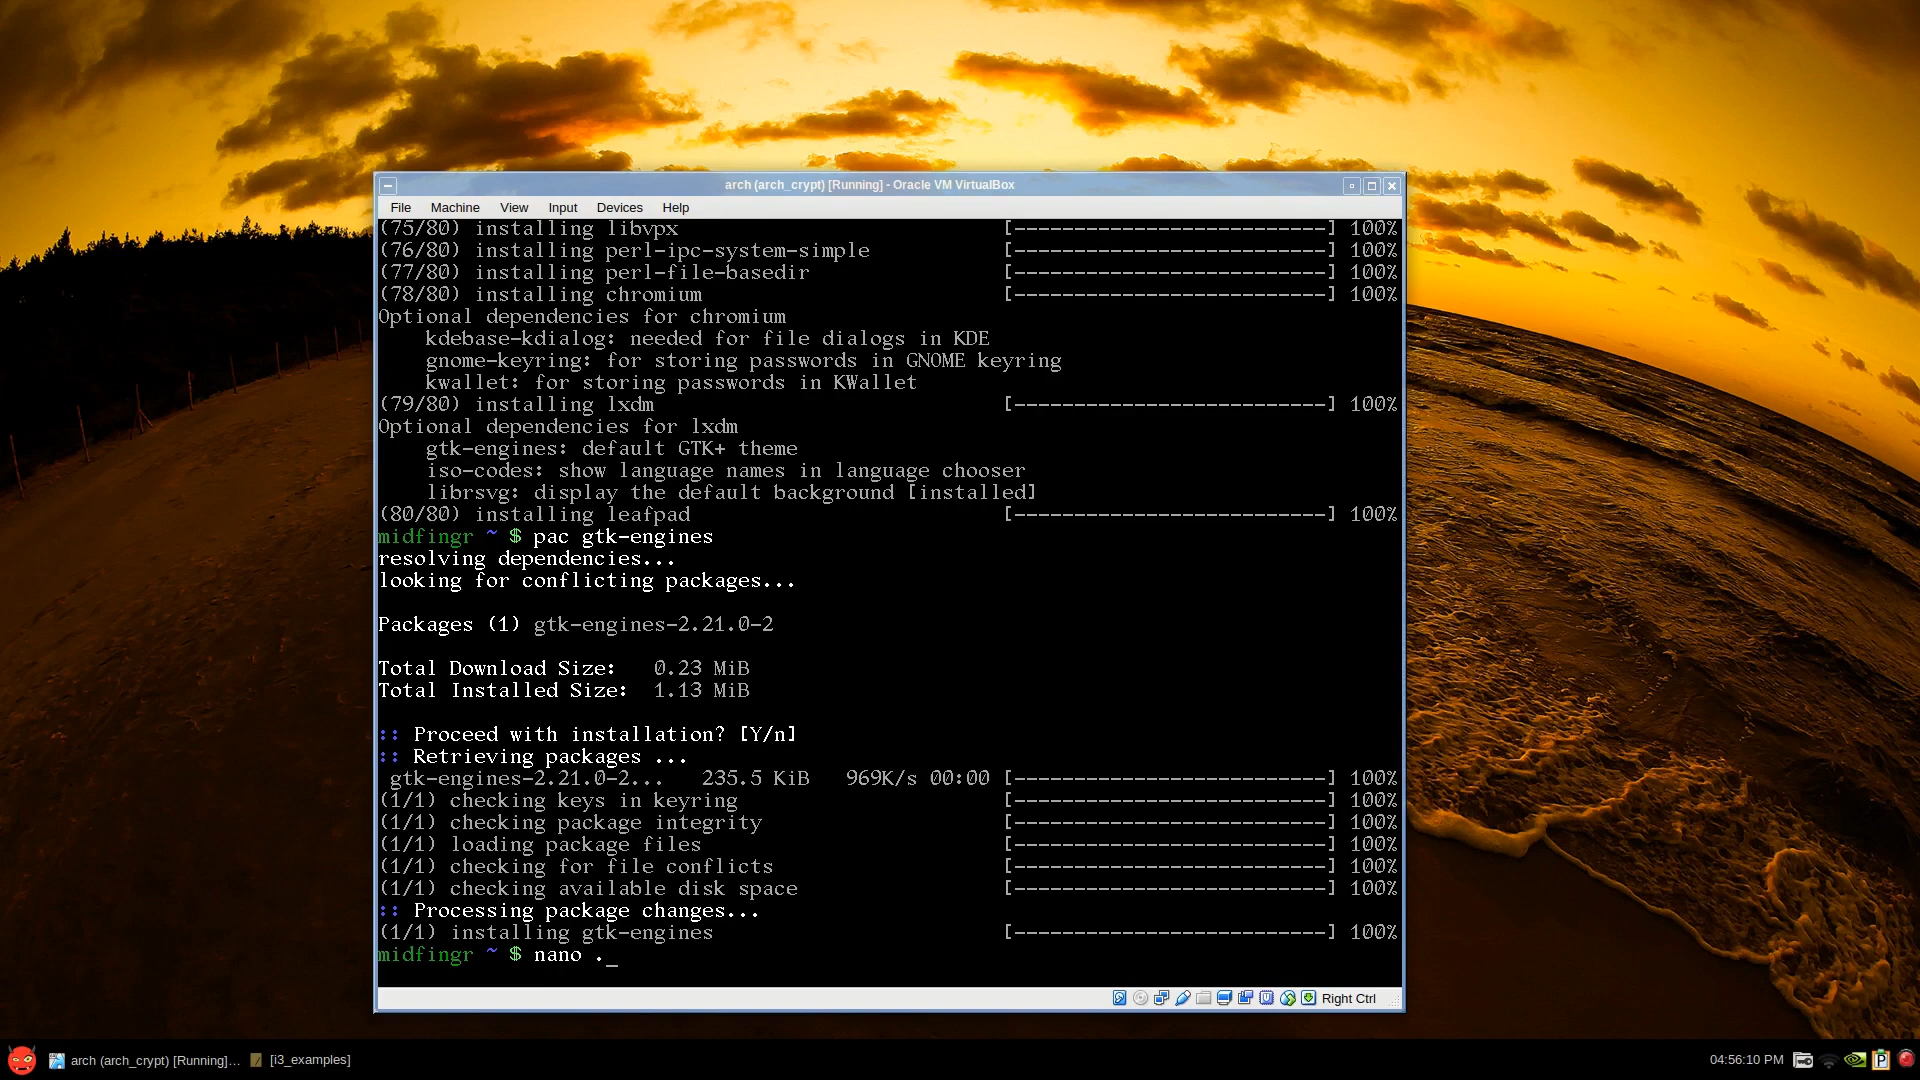 arch (arch_crypt) [Running] - Oracle VM VirtualBox
File Machine View Input Devices Help
(75/80) installing libvpx [--------------------------] 100%
(76/80) installing perl-ipc-system-simple [--------------------------] 100%
(77/80) installing perl-file-basedir [--------------------------] 100%
(78/80) installing chromium [--------------------------] 100%
Optional dependencies for chromium
kdebase-kdialog: needed for file dialogs in KDE
gnome-keyring: for storing passwords in GNOME keyring
kwallet: for storing passwords in KWallet
(79/80) installing lxdm [--------------------------] 100%
Optional dependencies for lxdm
gtk-engines: default GTK+ theme
iso-codes: show language names in language chooser
librsvg: display the default background [installed]
(80/80) installing leafpad [--------------------------] 100%
midfingr ~ $ pac gtk-engines
resolving dependencies...
looking for conflicting packages...
Packages (1) gtk-engines-2.21.0-2
Total Download Size: 0.23 MiB
Total Installed Size: 1.13 MiB
:: Proceed with installation? [Y/n]
:: Retrieving packages ...
gtk-engines-2.21.0-2... 235.5 KiB 969K/s 00:00 [--------------------------] 100%
(1/1) checking keys in keyring [--------------------------] 100%
(1/1) checking package integrity [--------------------------] 100%
(1/1) loading package files [--------------------------] 100%
(1/1) checking for file conflicts [--------------------------] 100%
(1/1) checking available disk space [--------------------------] 100%
:: Processing package changes...
(1/1) installing gtk-engines [--------------------------] 100%
midfingr ~ $ nano ._
Right Ctrl
arch (arch_crypt) [Running]... [i3_examples] 04:56:10 PM